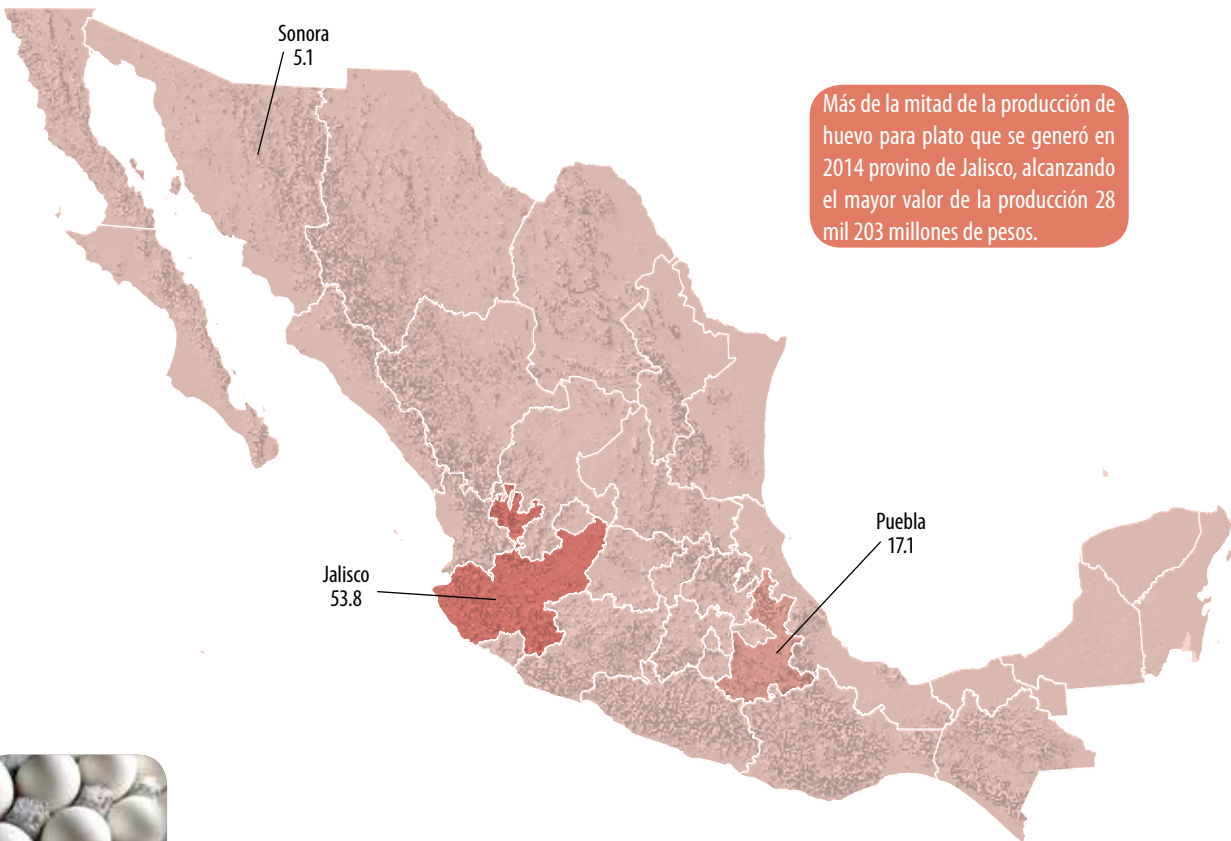 Sonora
5.1
Más de la mitad de la producción de
huevo para plato que se generó en
2014 provino de Jalisco, alcanzando
el mayor valor de la producción 28
mil 203 millones de pesos.
Puebla
17.1
Jalisco
53.8